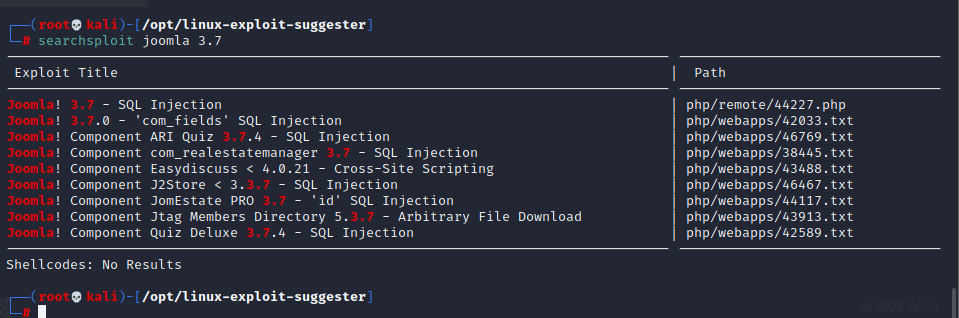 (root💀kali)-[/opt/linux-exploit-suggester]
# searchsploit joomla 3.7
Exploit Title | Path
Joomla! 3.7 - SQL Injection | php/remote/44227.php
Joomla! 3.7.0 - 'com_fields' SQL Injection | php/webapps/42033.txt
Joomla! Component ARI Quiz 3.7.4 - SQL Injection | php/webapps/46769.txt
Joomla! Component com_realestatemanager 3.7 - SQL Injection | php/webapps/38445.txt
Joomla! Component Easydiscuss < 4.0.21 - Cross-Site Scripting | php/webapps/43488.txt
Joomla! Component J2Store < 3.3.7 - SQL Injection | php/webapps/46467.txt
Joomla! Component JomEstate PRO 3.7 - 'id' SQL Injection | php/webapps/44117.txt
Joomla! Component Jtag Members Directory 5.3.7 - Arbitrary File Download | php/webapps/43913.txt
Joomla! Component Quiz Deluxe 3.7.4 - SQL Injection | php/webapps/42589.txt
Shellcodes: No Results
(root💀kali)-[/opt/linux-exploit-suggester]
#
© 2022 DC-3